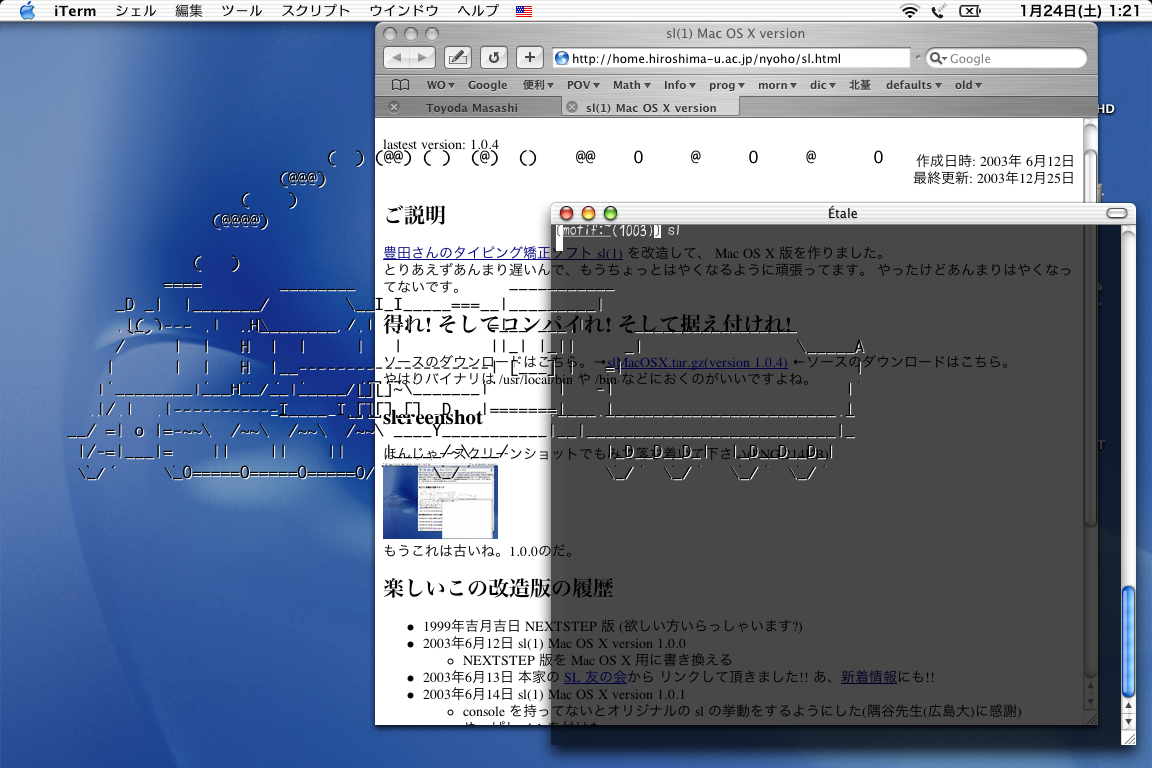 iTerm シェル 編集 ツール スクリプト ウインドウ ヘルプ 1月24日(土) 1:21
sl(1) Mac OS X version
http://home.hiroshima-u.ac.jp/nyoho/sl.html Google
WO Google 便利 POV Math Info prog morn dic 北基 defaults old
Toyoda Masashi sl(1) Mac OS X version
HD
lastest version: 1.0.4
作成日時: 2003年 6月12日
最終更新: 2003年12月25日
Étale
[motif:~(1003)] sl
ご説明
豊田さんのタイピング矯正ソフト sl(1) を改造して、 Mac OS X 版を作りました。
とりあえずあんまり遅いんで、もうちょっとはやくなるように頑張ってます。 やったけどあんまりはやくなっ
てないです。
得れ! そしてコンパイれ! そして据え付けれ!
ソースのダウンロードはこちら。→slMacOSX.tar.gz(version 1.0.4) ←ソースのダウンロードはこちら。
やはりバイナリは /usr/local/bin や /bin などにおくのがいいですよね。
screenshot
ほんじゃースクリーンショットでも
もうこれは古いね。1.0.0のだ。
楽しいこの改造版の履歴
1999年吉月吉日 NEXTSTEP 版 (欲しい方いらっしゃいます?)
2003年6月12日 sl(1) Mac OS X version 1.0.0
NEXTSTEP 版を Mac OS X 用に書き換える
2003年6月13日 本家の SL 友の会から リンクして頂きました!! あ、新着情報にも!!
2003年6月14日 sl(1) Mac OS X version 1.0.1
console を持ってないとオリジナルの sl の挙動をするようにした(隅谷先生(広島大)に感謝)